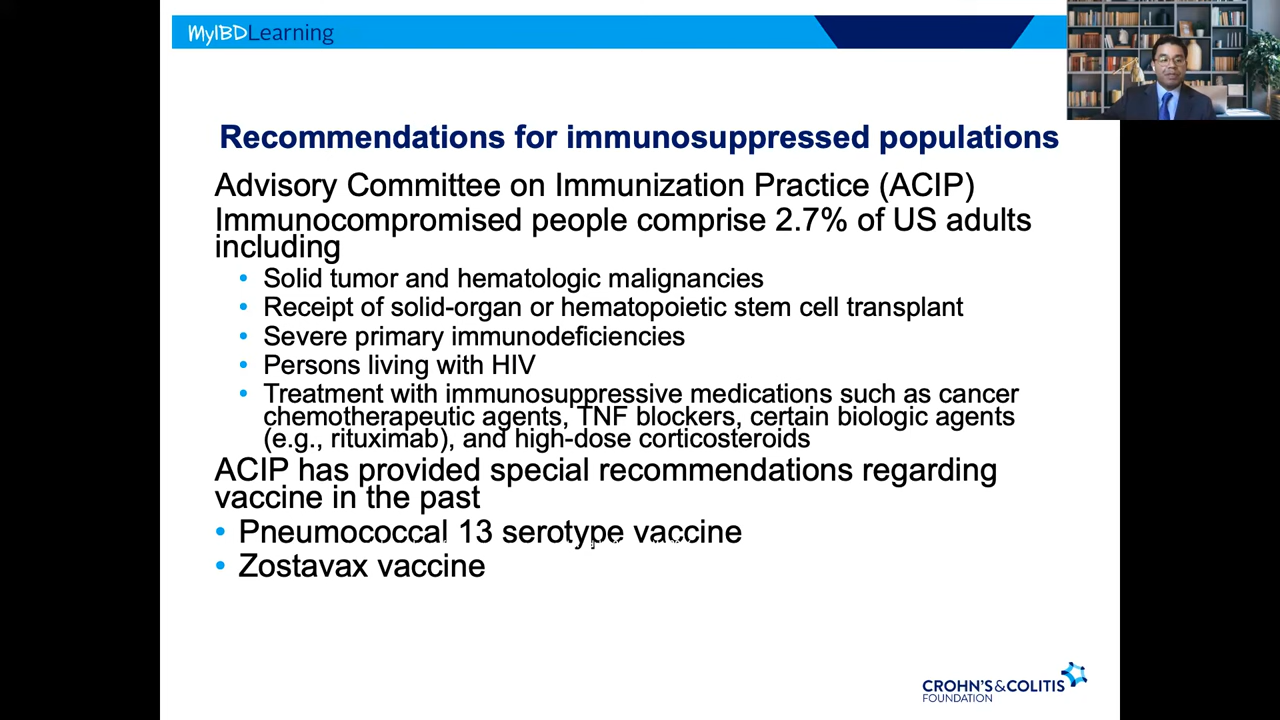 MyIBDLearning
Recommendations for immunosuppressed populations
Advisory Committee on Immunization Practice (ACIP)
Immunocompromised people comprise 2.7% of US adults
including
• Solid tumor and hematologic malignancies
• Receipt of solid-organ or hematopoietic stem cell transplant
• Severe primary immunodeficiencies
• Persons living with HIV
• Treatment with immunosuppressive medications such as cancer
chemotherapeutic agents, TNF blockers, certain biologic agents
(e.g., rituximab), and high-dose corticosteroids
ACIP has provided special recommendations regarding
vaccine in the past
• Pneumococcal 13 serotype vaccine
• Zostavax vaccine
CROHN'S & COLITIS
FOUNDATION